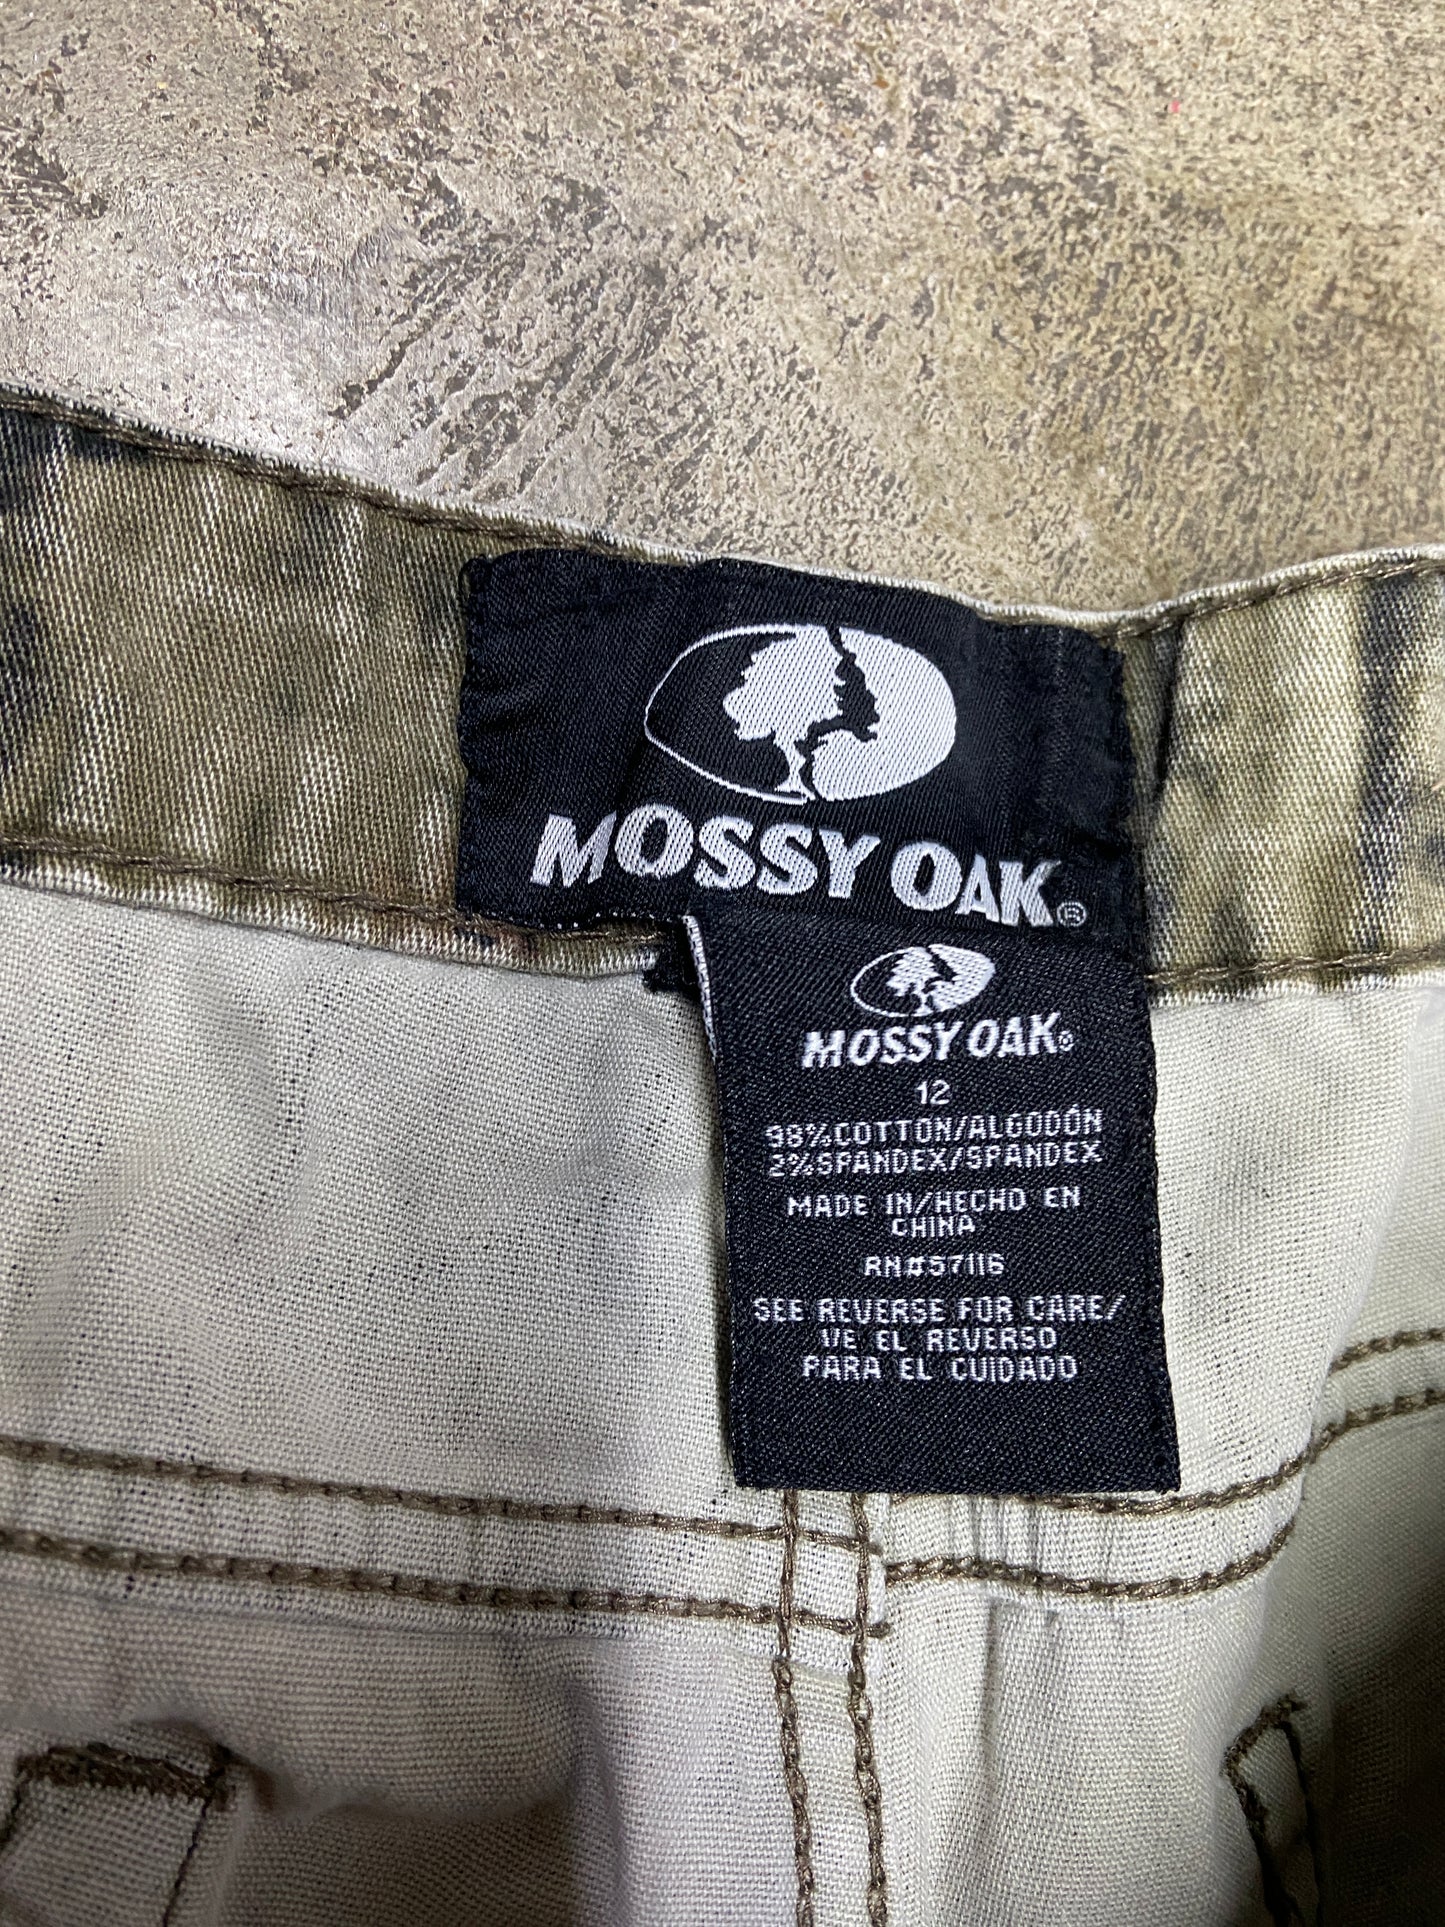 MOSSY OAK®
MOSSY OAK®
12
98%COTTON/ALGODÓN
2%SPANDEX/SPANDEX
MADE IN/HECHO EN
CHINA
RN#57116
SEE REVERSE FOR CARE/
VE EL REVERSO
PARA EL CUIDADO